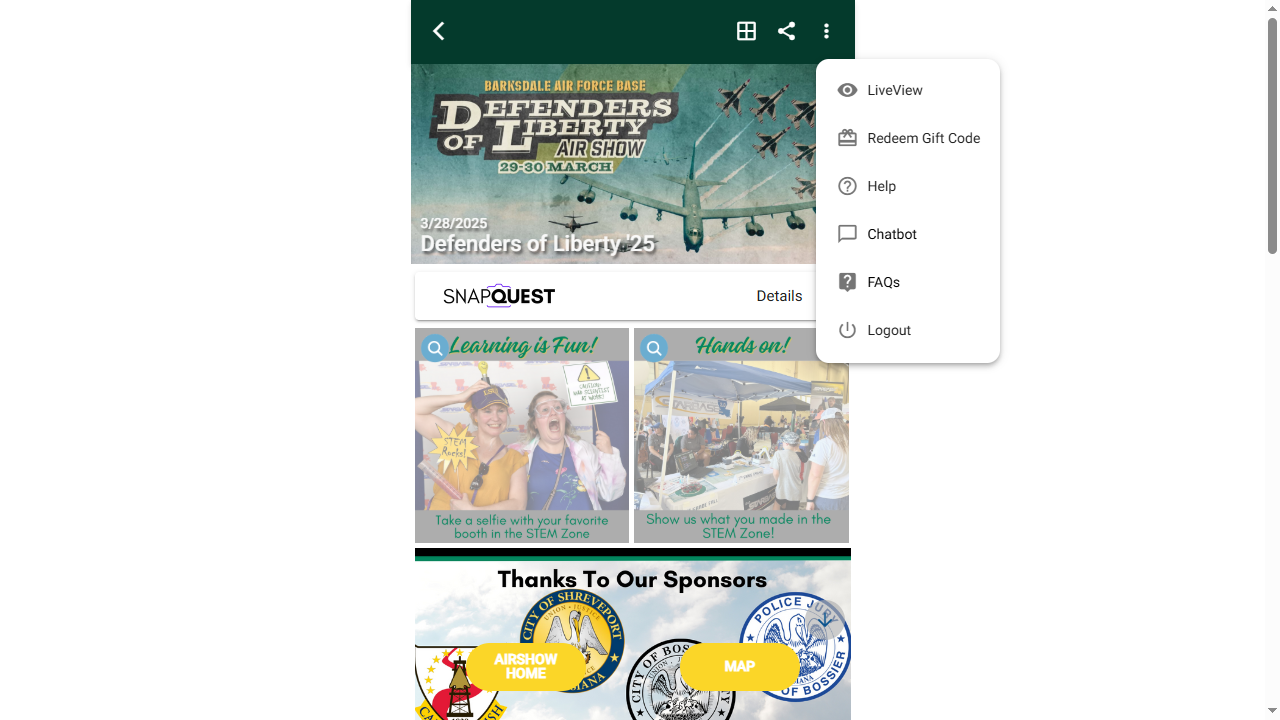 BARKSDALE AIR FORCE BASE
DEFENDERS
OF LIBERTY
AIR SHOW
29-30 MARCH
3/28/2025
Defenders of Liberty '25
LiveView
Redeem Gift Code
Help
Chatbot
FAQs
Logout
SNAPQUEST
Details
Learning is Fun!
CAUTION:
MAD SCIENTIST
AT WORK!
STEM
Rocks!
Take a selfie with your favorite
booth in the STEM Zone
Hands on!
Show us what you made in the
STEM Zone!
Thanks To Our Sponsors
CITY OF SHREVEPORT
UNION · JUSTICE
POLICE JURY
OF BOSSIER
CITY OF BOS
AIRSHOW
HOME
MAP